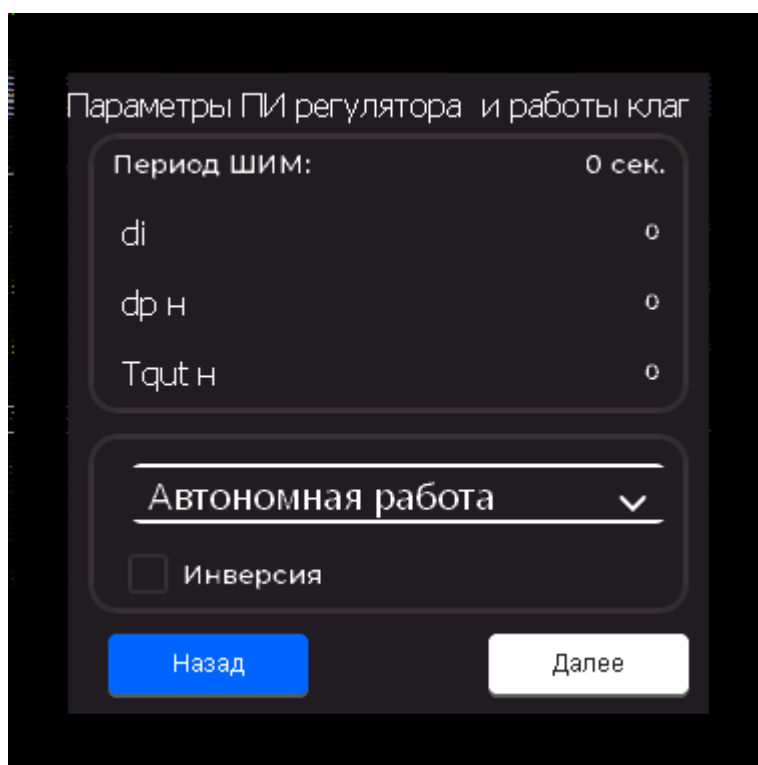 Параметры ПИ регулятора и работы клаг
Период ШИМ: 0 сек.
di 0
dp н 0
Tqut н 0
Автономная работа
Инверсия
Назад Далее